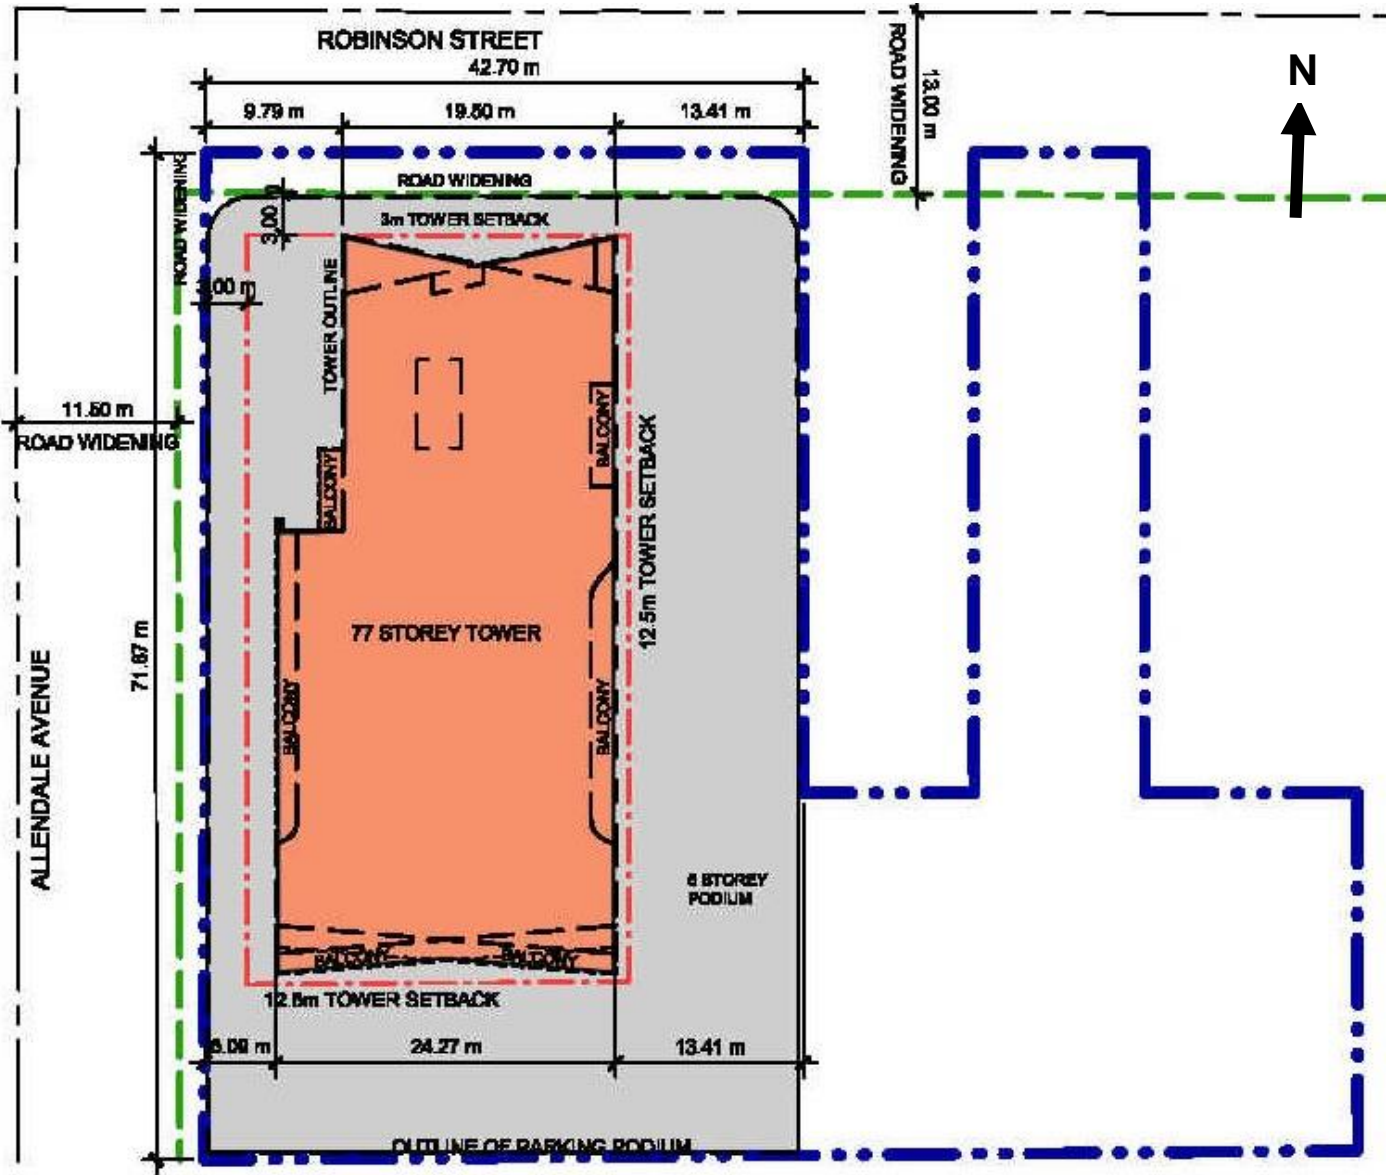 ROBINSON STREET
42.70 m
9.79 m
19.50 m
13.41 m
ROAD WIDENING
13.00 m
N
ROAD WIDENING
ROAD WIDENING
3.00
3m TOWER SETBACK
3.00 m
TOWER OUTLINE
11.50 m
ROAD WIDENING
BALCONY
BALCONY
12.5m TOWER SETBACK
77 STOREY TOWER
71.87 m
ALLENDALE AVENUE
BALCONY
BALCONY
STOREY
PODIUM
BALCONY
BALCONY
12.5m TOWER SETBACK
24.27 m
13.41 m
OUTLINE OF PARKING PODIUM